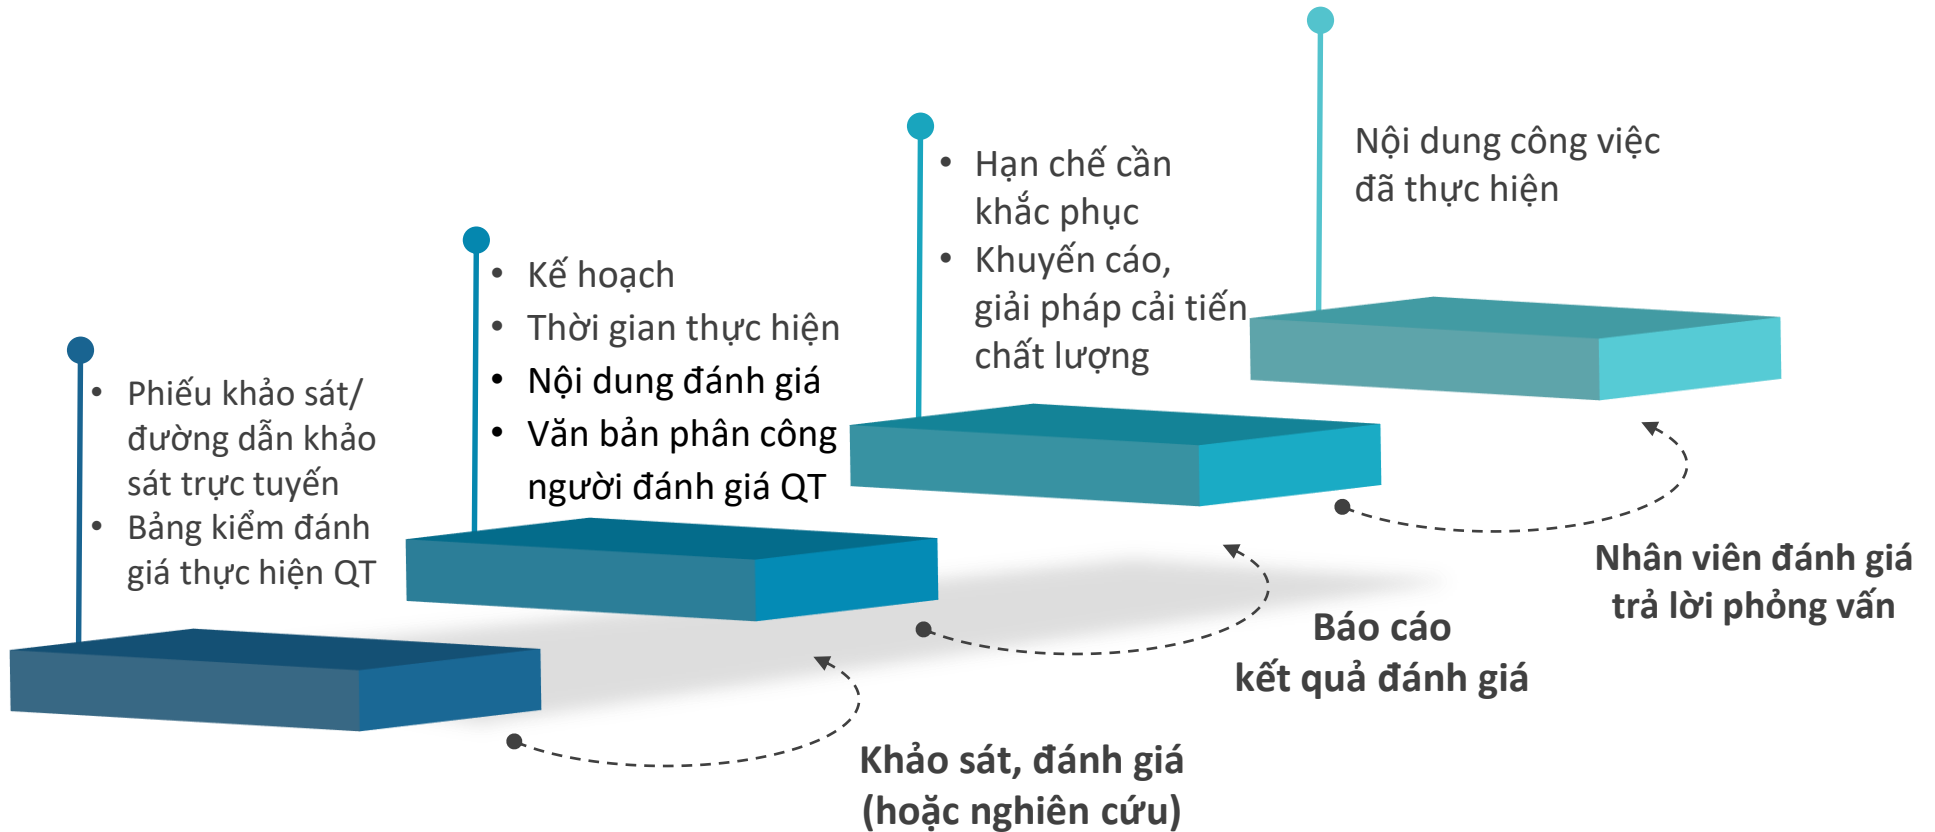 • Phiếu khảo sát/
đường dẫn khảo
sát trực tuyến
• Bảng kiểm đánh
giá thực hiện QT
• Kế hoạch
• Thời gian thực hiện
• Nội dung đánh giá
• Văn bản phân công
người đánh giá QT
• Hạn chế cần
khắc phục
• Khuyến cáo,
giải pháp cải tiến
chất lượng
Nội dung công việc
đã thực hiện
Khảo sát, đánh giá
(hoặc nghiên cứu)
Báo cáo
kết quả đánh giá
Nhân viên đánh giá
trả lời phỏng vấn